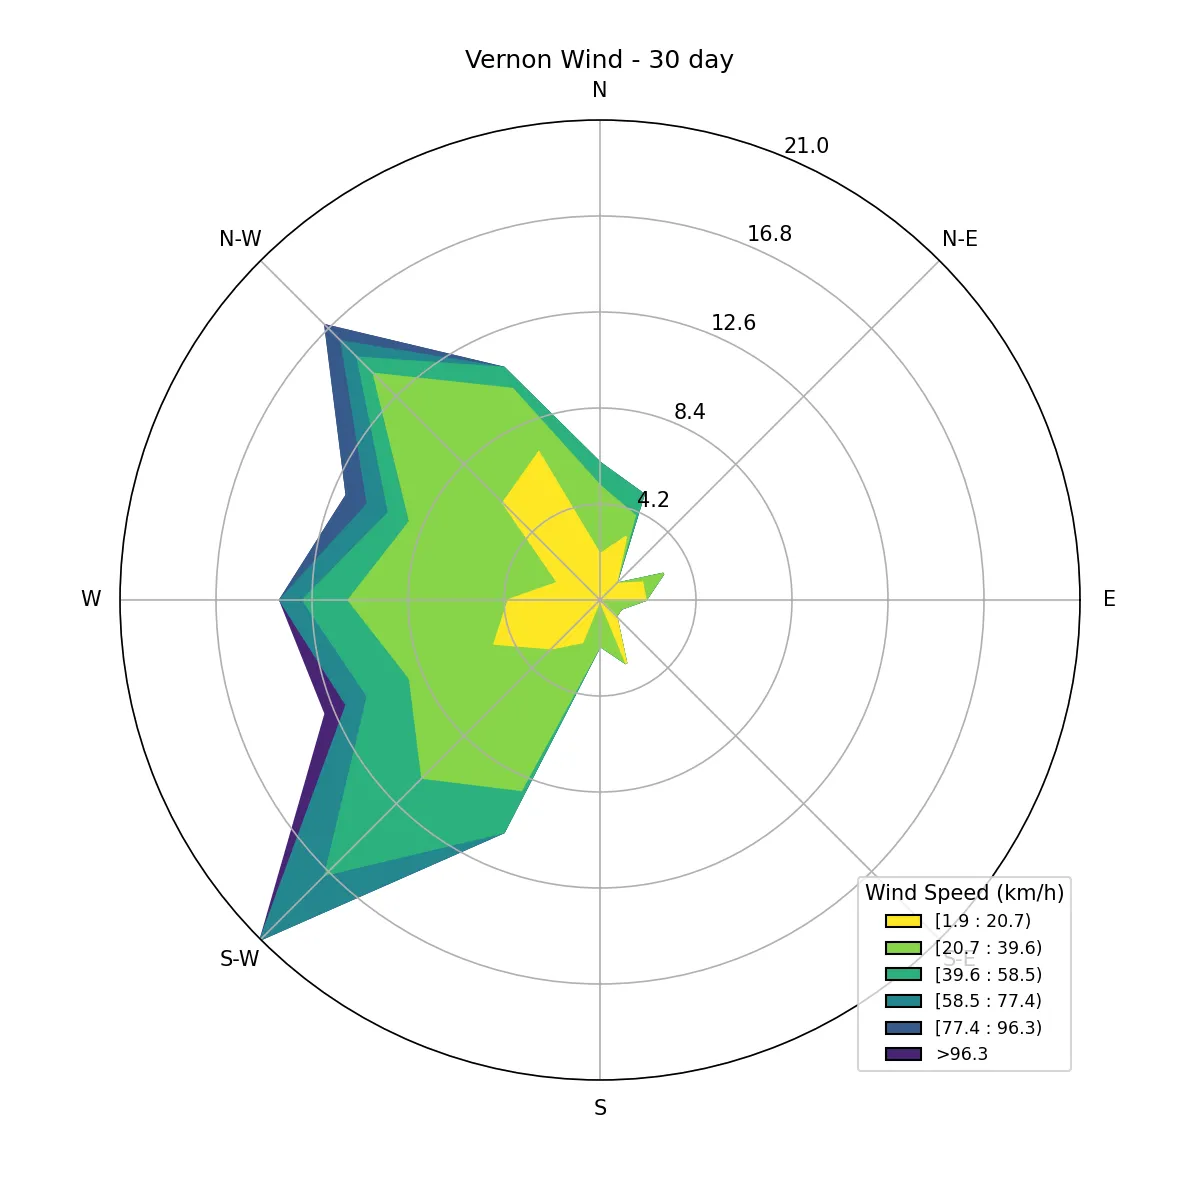 Vernon Wind - 30 day
N
21.0
16.8
N-W
N-E
12.6
8.4
4.2
W
E
S-W
S-E
Wind Speed (km/h)
[1.9 : 20.7)
[20.7 : 39.6)
[39.6 : 58.5)
[58.5 : 77.4)
[77.4 : 96.3)
>96.3
S